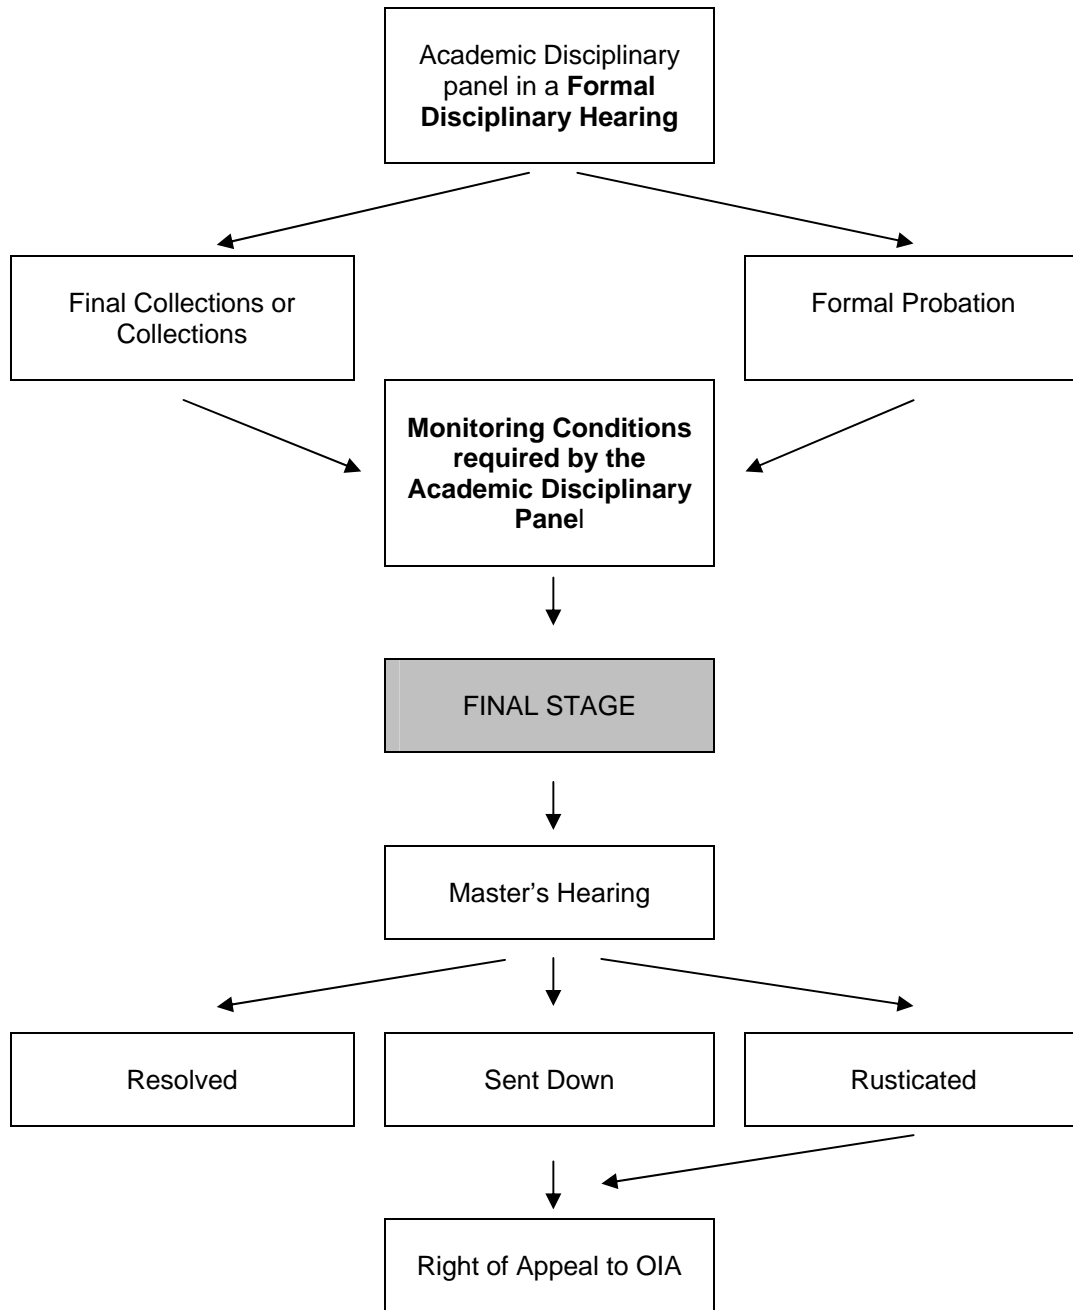 Academic Disciplinary
panel in a Formal
Disciplinary Hearing
Final Collections or
Collections
Formal Probation
Monitoring Conditions
required by the
Academic Disciplinary
Panel
FINAL STAGE
Master’s Hearing
Resolved
Sent Down
Rusticated
Right of Appeal to OIA